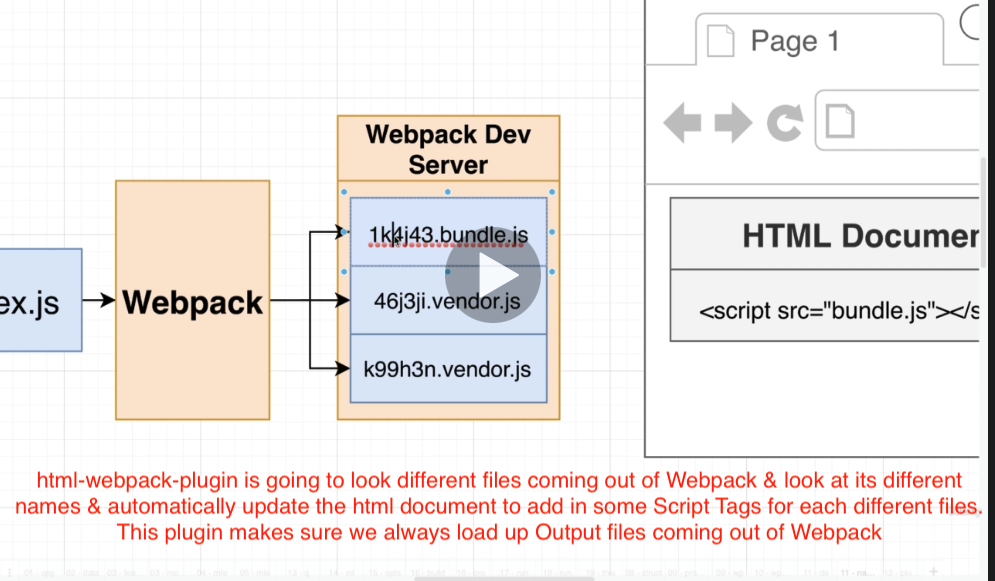 Page 1
Webpack Dev
Server
1k4j43.bundle.js
HTML Documen
ex.js
Webpack
46j3ji.vendor.js
<script src="bundle.js"></s
k99h3n.vendor.js
html-webpack-plugin is going to look different files coming out of Webpack & look at its different
names & automatically update the html document to add in some Script Tags for each different files.
This plugin makes sure we always load up Output files coming out of Webpack